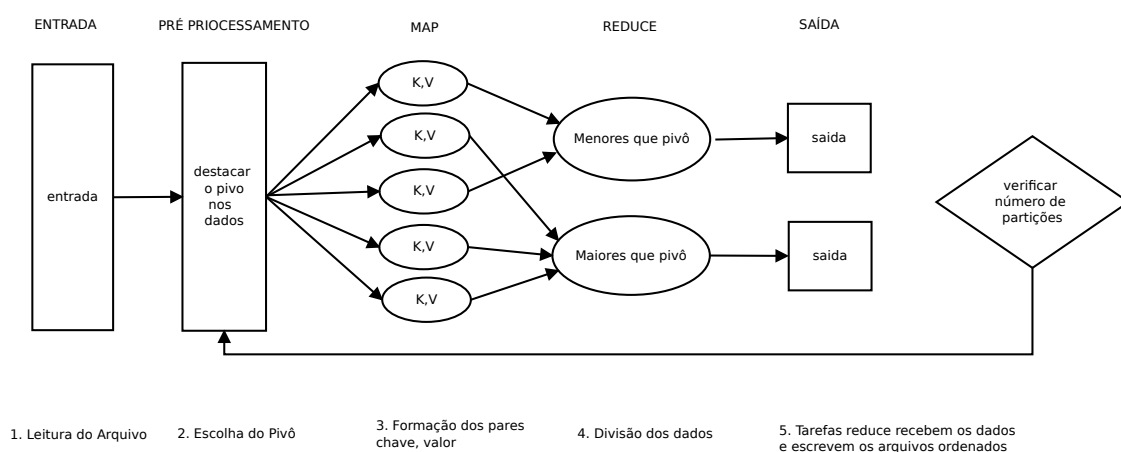 ENTRADA
PRÉ PRIOCESSAMENTO
MAP
REDUCE
SAÍDA
entrada
destacar
o pivo
nos
dados
K,V
K,V
K,V
K,V
K,V
Menores que pivô
Maiores que pivô
saida
saida
verificar
número de
partições
1. Leitura do Arquivo
2. Escolha do Pivô
3. Formação dos pares
chave, valor
4. Divisão dos dados
5. Tarefas reduce recebem os dados
e escrevem os arquivos ordenados